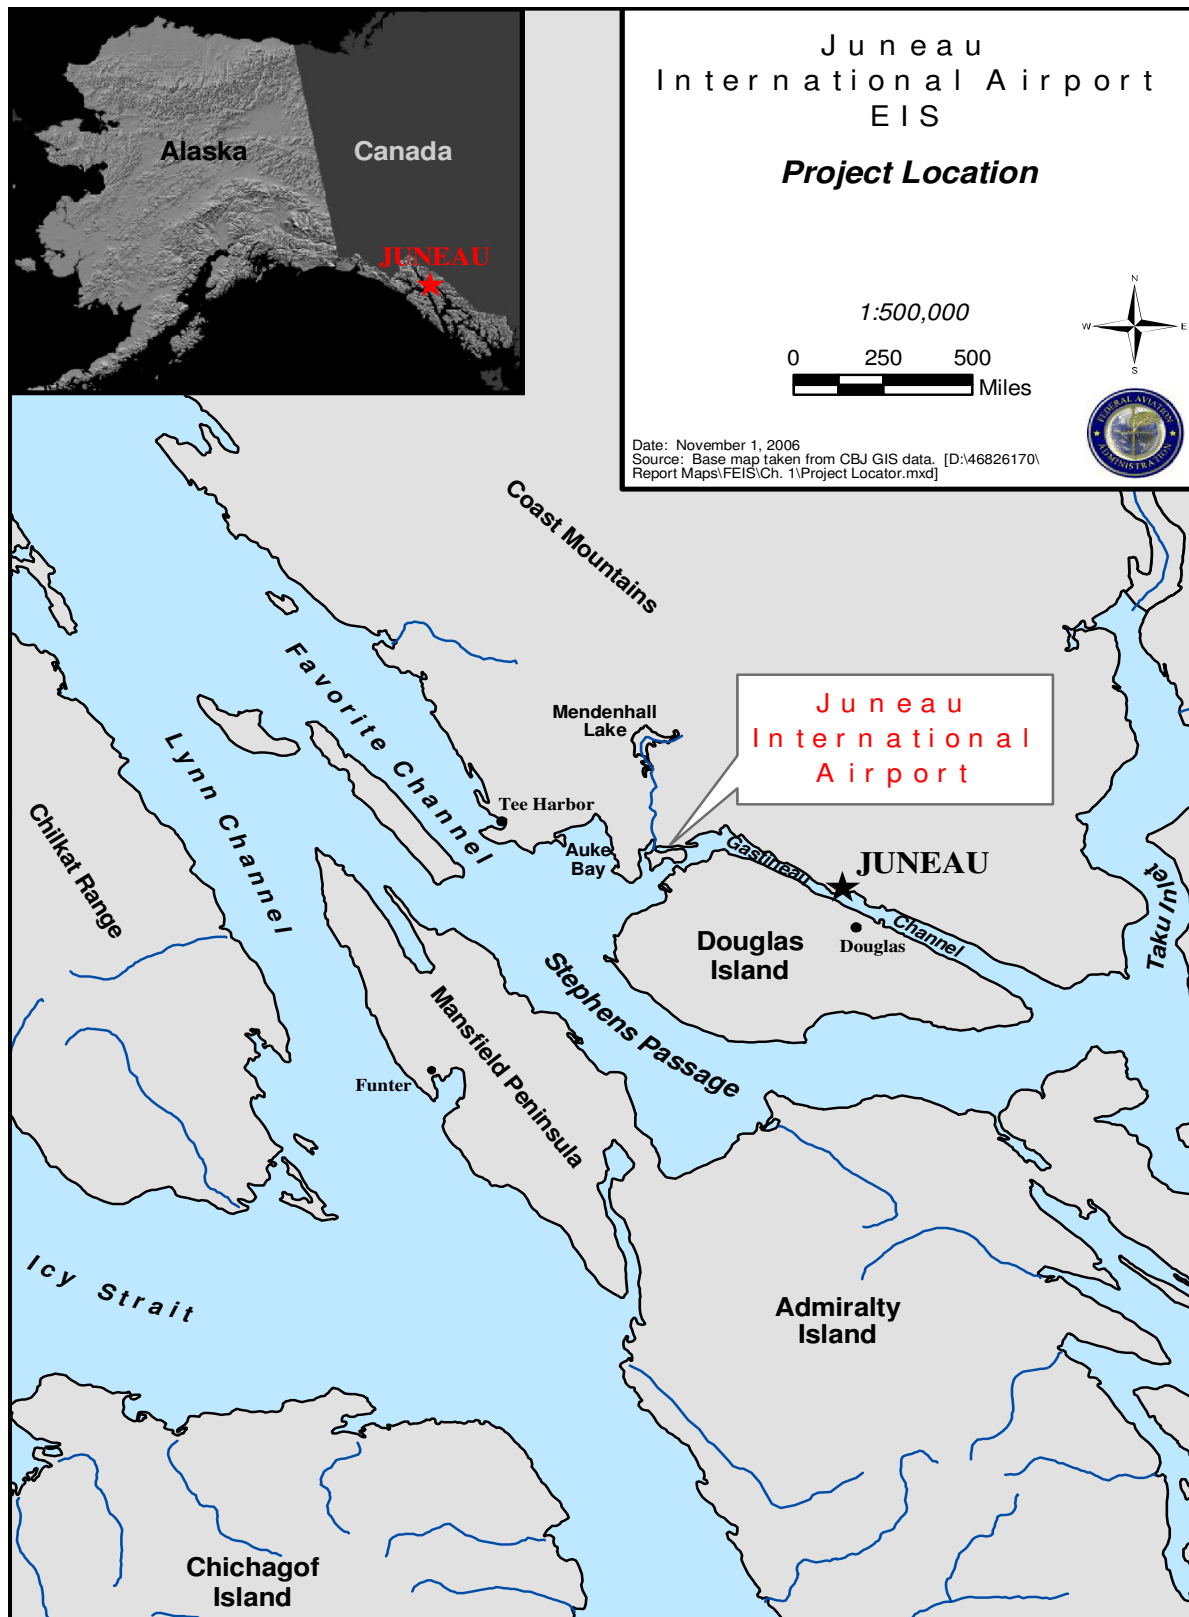 Juneau
International Airport
EIS
Project Location
1:500,000
0 250 500
Miles
N
W E
S
FEDERAL AVIATION
ADMINISTRATION
Date: November 1, 2006
Source: Base map taken from CBJ GIS data. [D:\46826170\
Report Maps\FEIS\Ch. 1\Project Locator.mxd]
Alaska
Canada
JUNEAU
Coast Mountains
Favorite Channel
Lynn Channel
Chilkat Range
Mendenhall
Lake
Juneau
International
Airport
Tee Harbor
Auke
Bay
Gastineau
Channel
JUNEAU
Douglas
Douglas
Island
Taku Inlet
Stephens Passage
Mansfield Peninsula
Funter
Icy Strait
Admiralty
Island
Chichagof
Island